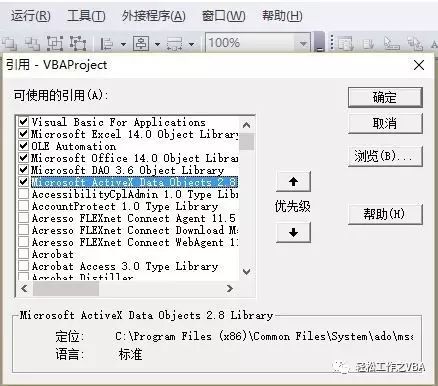 运行(R) 工具(T) 外接程序(A) 窗口(W) 帮助(H)
100%
引用 - VBAProject
可使用的引用(A):
Visual Basic For Applications
Microsoft Excel 14.0 Object Library
OLE Automation
Microsoft Office 14.0 Object Library
Microsoft DAO 3.6 Object Library
Microsoft ActiveX Data Objects 2.8
AccessibilityCplAdmin 1.0 Type Libra
AccountProtect 1.0 Type Library
Acresso FLEXnet Connect Agent 11.5
Acresso FLEXnet Connect Download Ma
Acresso FLEXnet Connect WebAgent 11
Acrobat
Acrobat Access 3.0 Type Library
Acrobat Distiller
确定
取消
浏览(B)...
优先级
帮助(H)
Microsoft ActiveX Data Objects 2.8 Library
定位: C:\Program Files (x86)\Common Files\System\ado\msa
语言: 标准
轻松工作之VBA